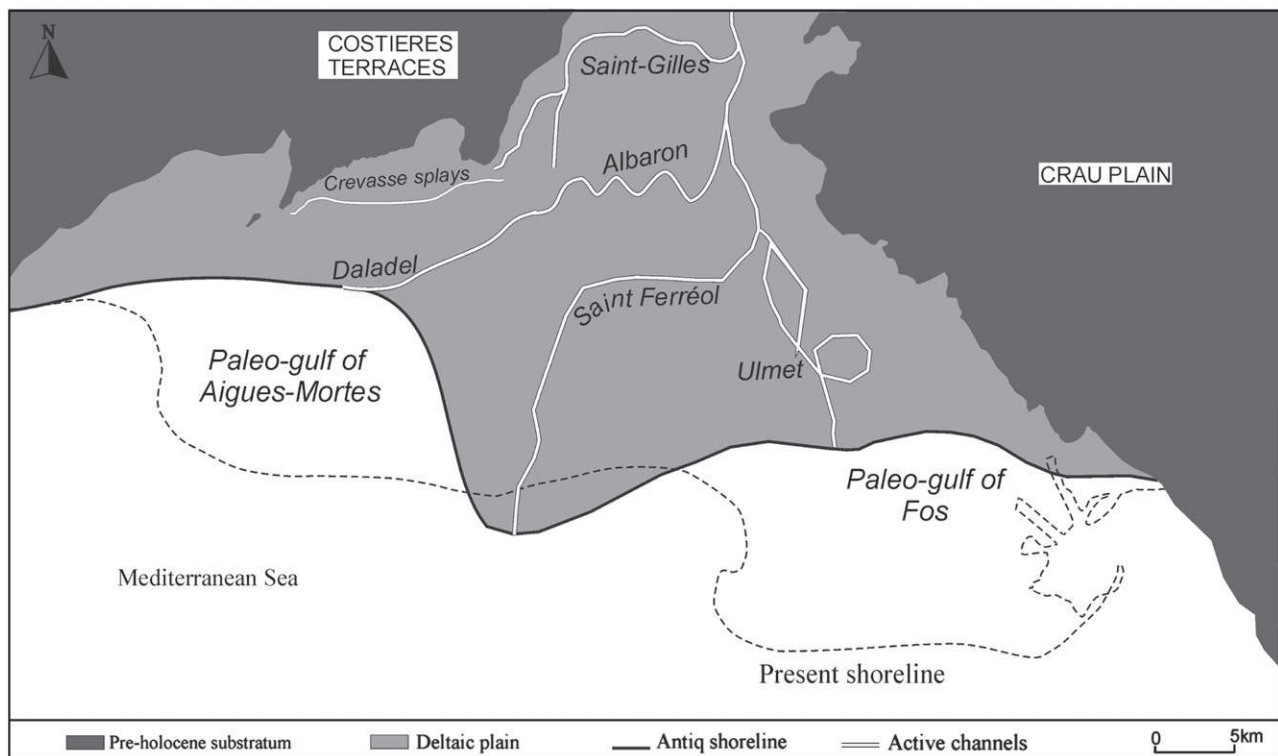 N
COSTIERES
TERRACES
Saint-Gilles
Albaron
Crevasse splays
CRAU PLAIN
Daladel
Saint Ferréol
Paleo-gulf of
Aigues-Mortes
Ulmet
Paleo-gulf of
Fos
Mediterranean Sea
Present shoreline
Pre-holocene substratum
Deltaic plain
Antiq shoreline
Active channels
0 5km